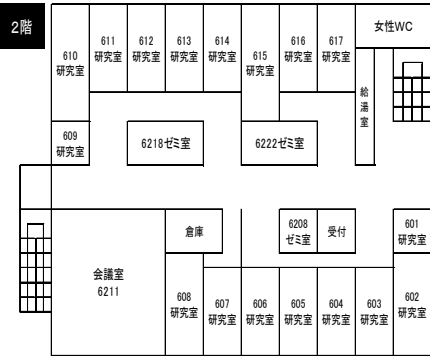 2階
女性WC
610
研究室
611
研究室
612
研究室
613
研究室
614
研究室
615
研究室
616
研究室
617
研究室
給湯室
609
研究室
6218ゼミ室
6222ゼミ室
倉庫
6208
ゼミ室
受付
601
研究室
会議室
6211
608
研究室
607
研究室
606
研究室
605
研究室
604
研究室
603
研究室
602
研究室